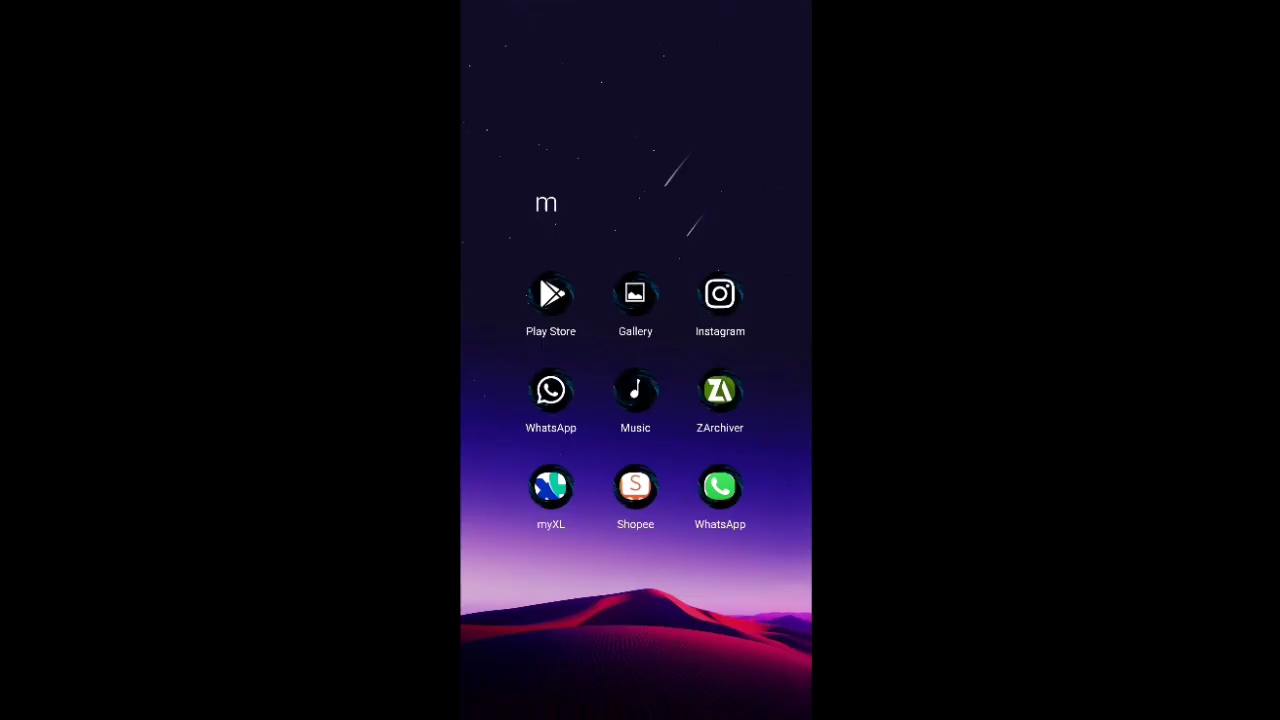 m
Play Store
Gallery
Instagram
WhatsApp
Music
ZArchiver
myXL
Shopee
WhatsApp